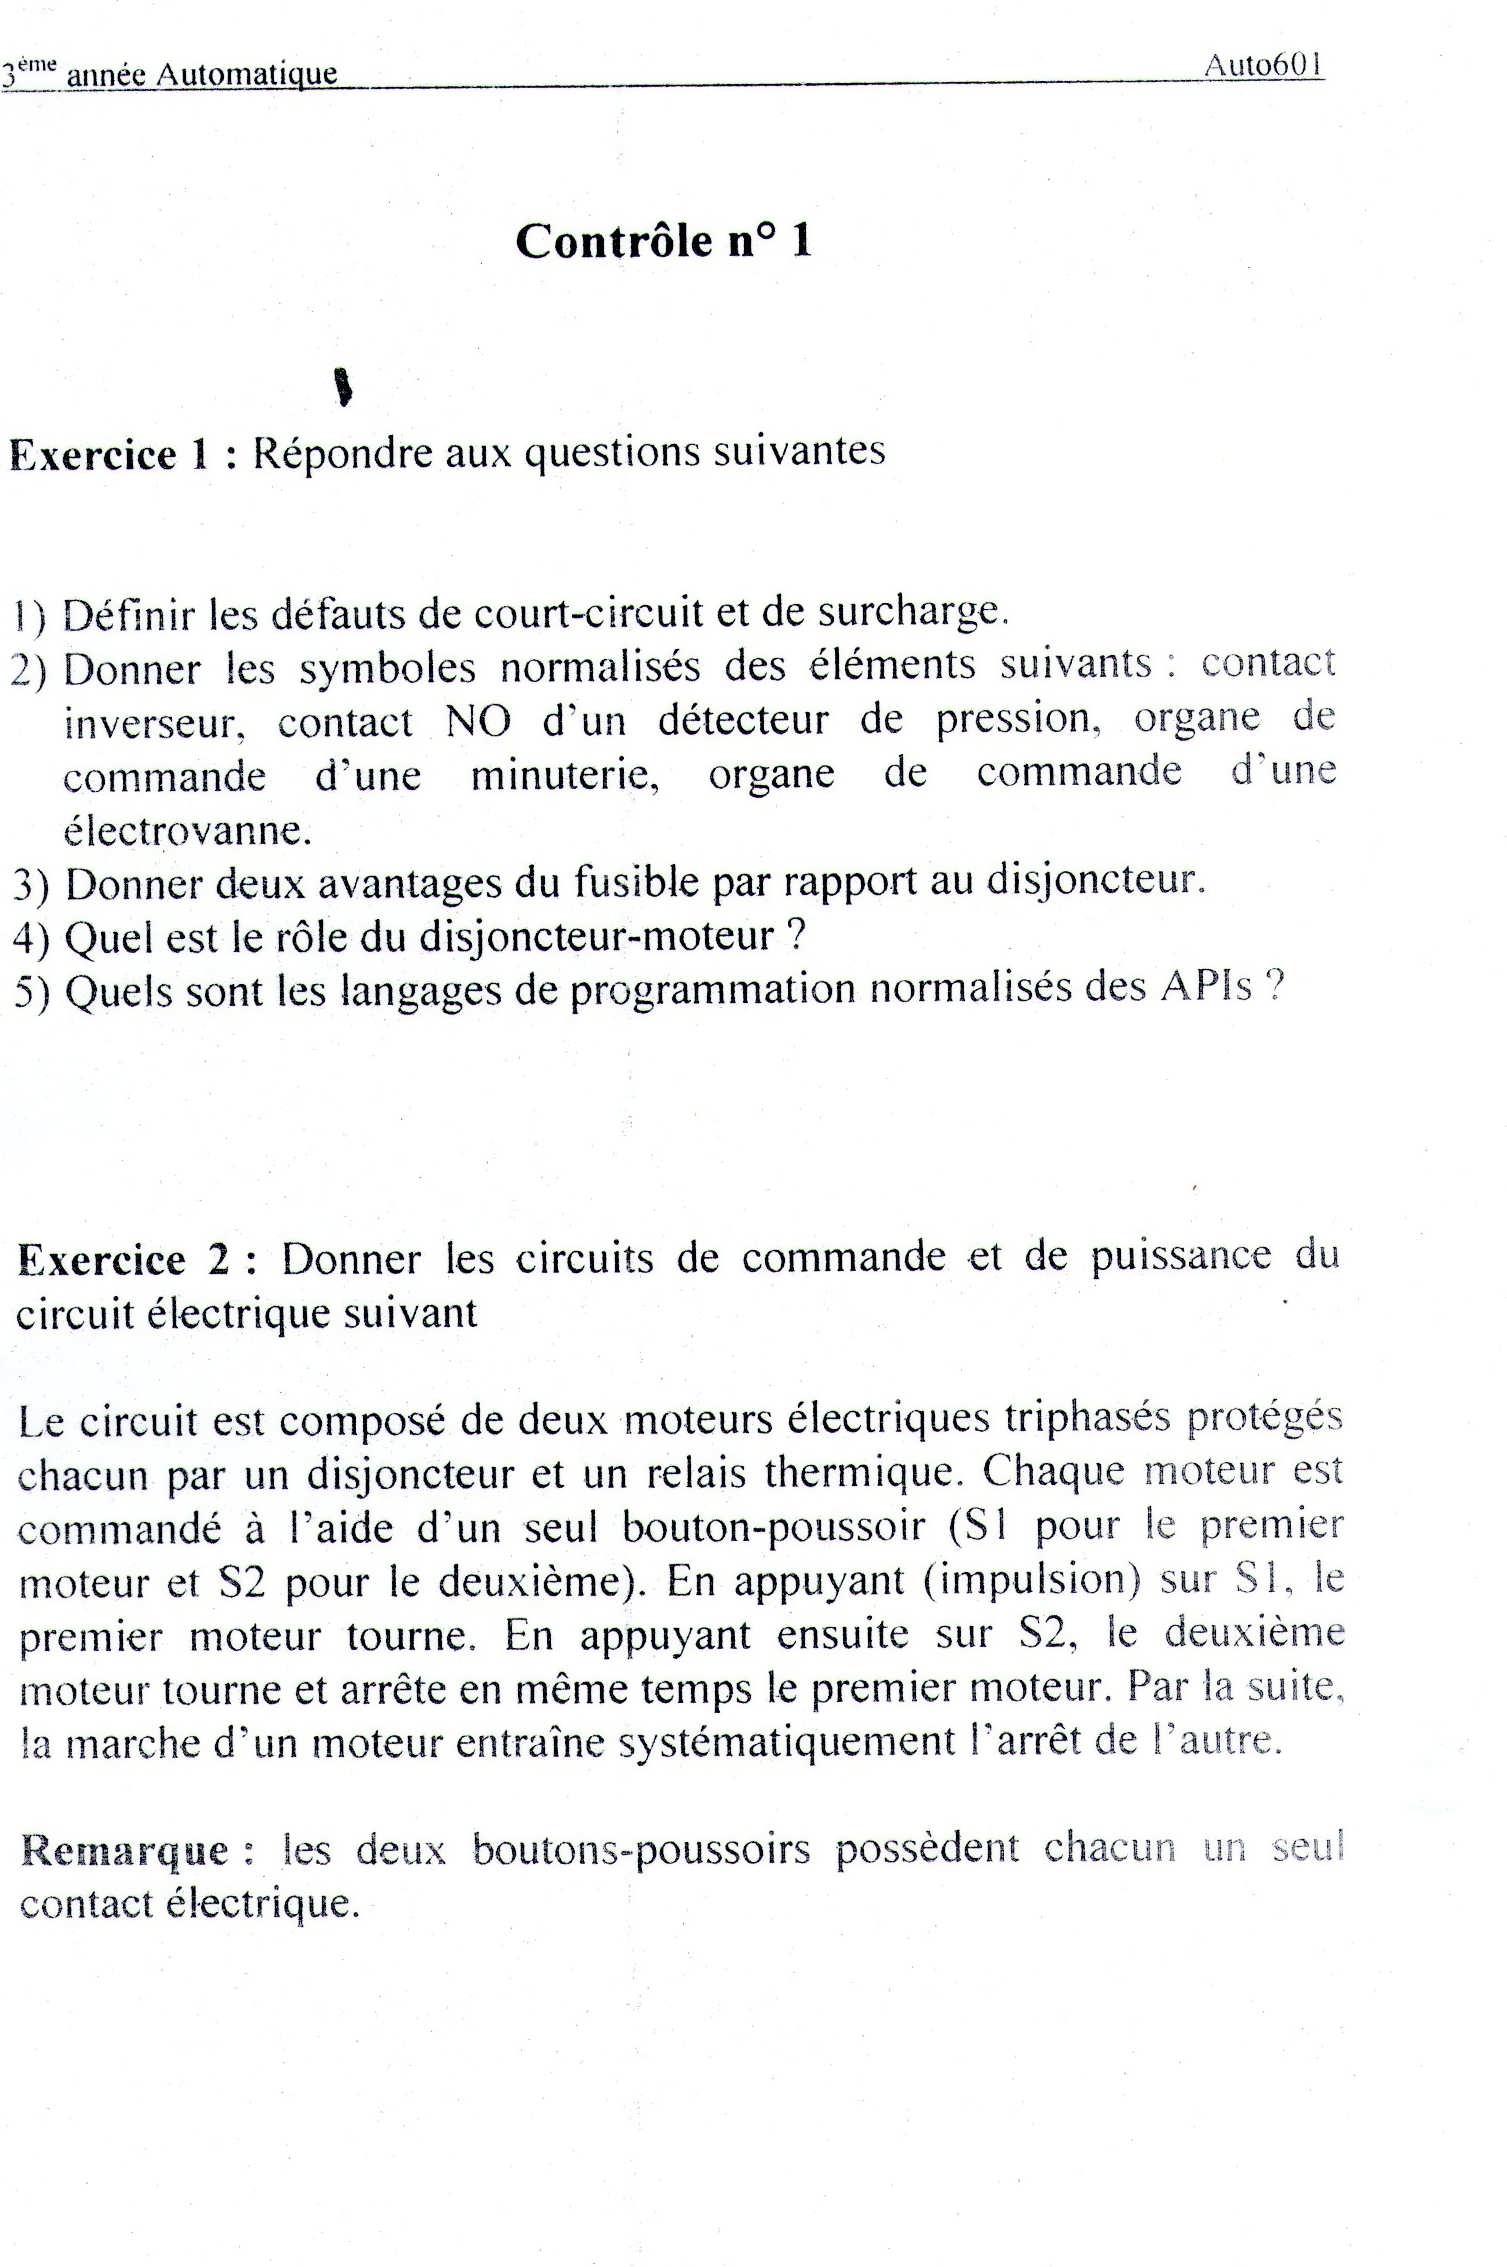 3ème année Automatique Auto601
Contrôle n° 1
Exercice 1 : Répondre aux questions suivantes
1) Définir les défauts de court-circuit et de surcharge.
2) Donner les symboles normalisés des éléments suivants : contact
inverseur, contact NO d'un détecteur de pression, organe de
commande d'une minuterie, organe de commande d'une
électrovanne.
3) Donner deux avantages du fusible par rapport au disjoncteur.
4) Quel est le rôle du disjoncteur-moteur ?
5) Quels sont les langages de programmation normalisés des APIs ?
Exercice 2 : Donner les circuits de commande et de puissance du
circuit électrique suivant
Le circuit est composé de deux moteurs électriques triphasés protégés
chacun par un disjoncteur et un relais thermique. Chaque moteur est
commandé à l'aide d'un seul bouton-poussoir (S1 pour le premier
moteur et S2 pour le deuxième). En appuyant (impulsion) sur S1, le
premier moteur tourne. En appuyant ensuite sur S2, le deuxième
moteur tourne et arrête en même temps le premier moteur. Par la suite,
la marche d'un moteur entraîne systématiquement l'arrêt de l'autre.
Remarque : les deux boutons-poussoirs possèdent chacun un seul
contact électrique.